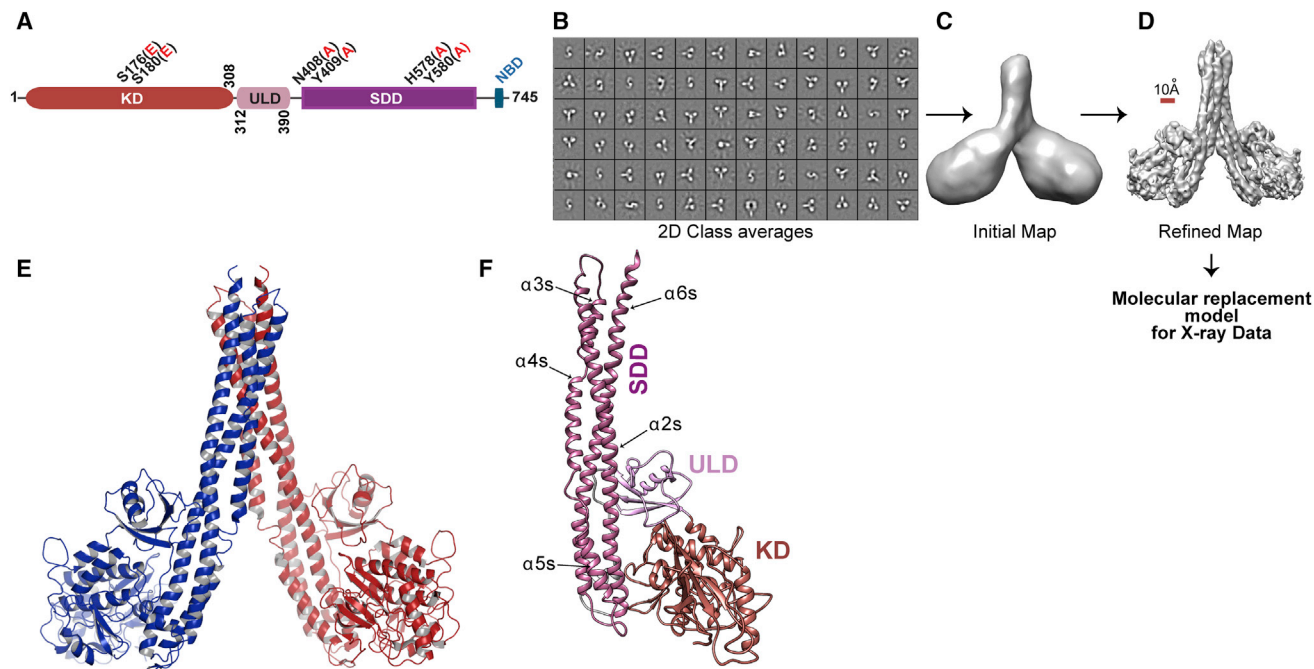 A
S176(E)
S180(E)
308
N408(A)
Y409(A)
H578(A)
Y580(A)
NBD
1
KD
ULD
SDD
745
312
390
B
2D Class averages
C
Initial Map
D
10Å
Refined Map
Molecular replacement
model
for X-ray Data
E
F
α3s
α6s
SDD
α4s
α2s
ULD
KD
α5s